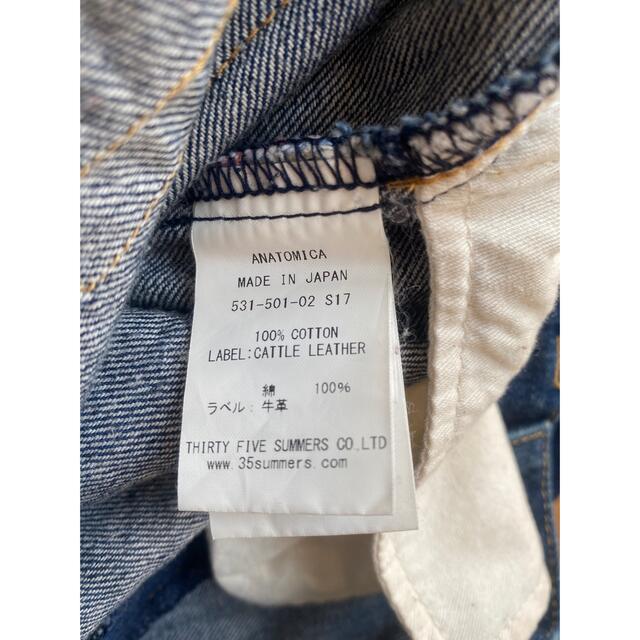 ANATOMICA
MADE IN JAPAN
531-501-02 S17
100% COTTON
LABEL:CATTLE LEATHER
綿 100%
ラベル：牛革
THIRTY FIVE SUMMERS CO.,LTD
www.35summers.com